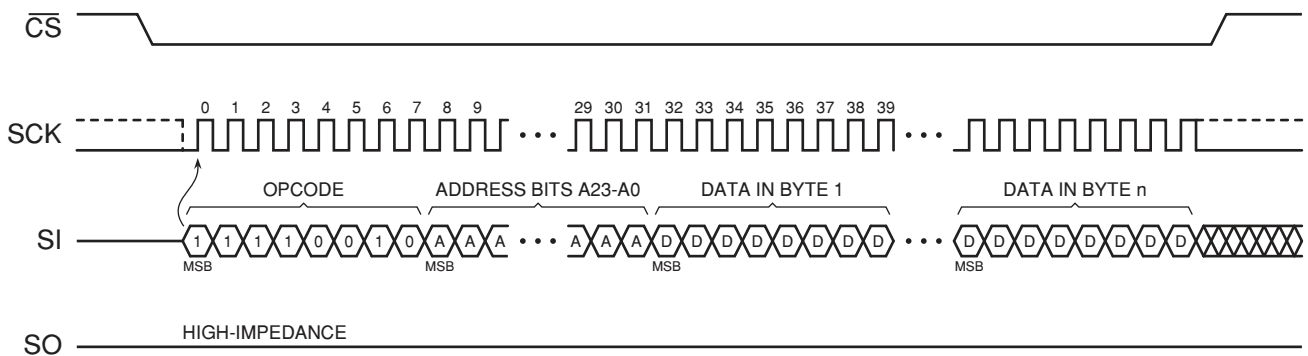 CS
0 1 2 3 4 5 6 7 8 9 29 30 31 32 33 34 35 36 37 38 39
SCK
OPCODE ADDRESS BITS A23-A0 DATA IN BYTE 1 DATA IN BYTE n
SI 1 1 1 1 0 0 1 0 A A A A A A D D D D D D D D D D D D D D D D
MSB MSB MSB MSB
HIGH-IMPEDANCE
SO